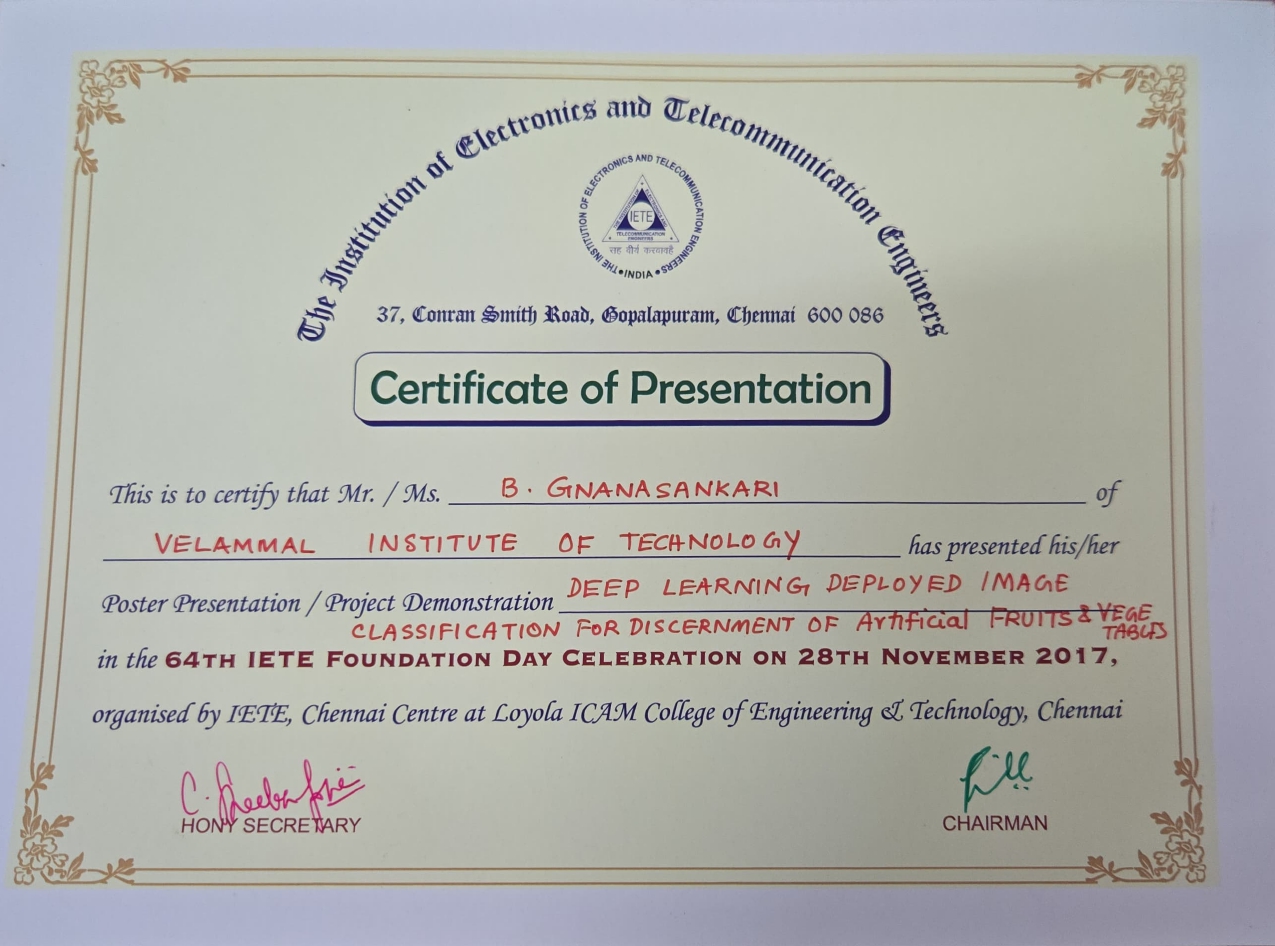 The Institution of Electronics and Telecommunication Engineers
THE INSTITUTION OF ELECTRONICS AND TELECOMMUNICATION ENGINEERS
IETE
TELECOMMUNICATION
ENGINEERS
INDIA
37, Conran Smith Road, Gopalapuram, Chennai 600 086
Certificate of Presentation
This is to certify that Mr. / Ms. B. GNANASANKARI of
VELAMMAL INSTITUTE OF TECHNOLOGY has presented his/her
Poster Presentation / Project Demonstration DEEP LEARNING DEPLOYED IMAGE
CLASSIFICATION FOR DISCERNMENT OF Artificial FRUITS & VEGE
TABLES
in the 64TH IETE FOUNDATION DAY CELEBRATION ON 28TH NOVEMBER 2017,
organised by IETE, Chennai Centre at Loyola ICAM College of Engineering & Technology, Chennai
HONY SECRETARY
CHAIRMAN